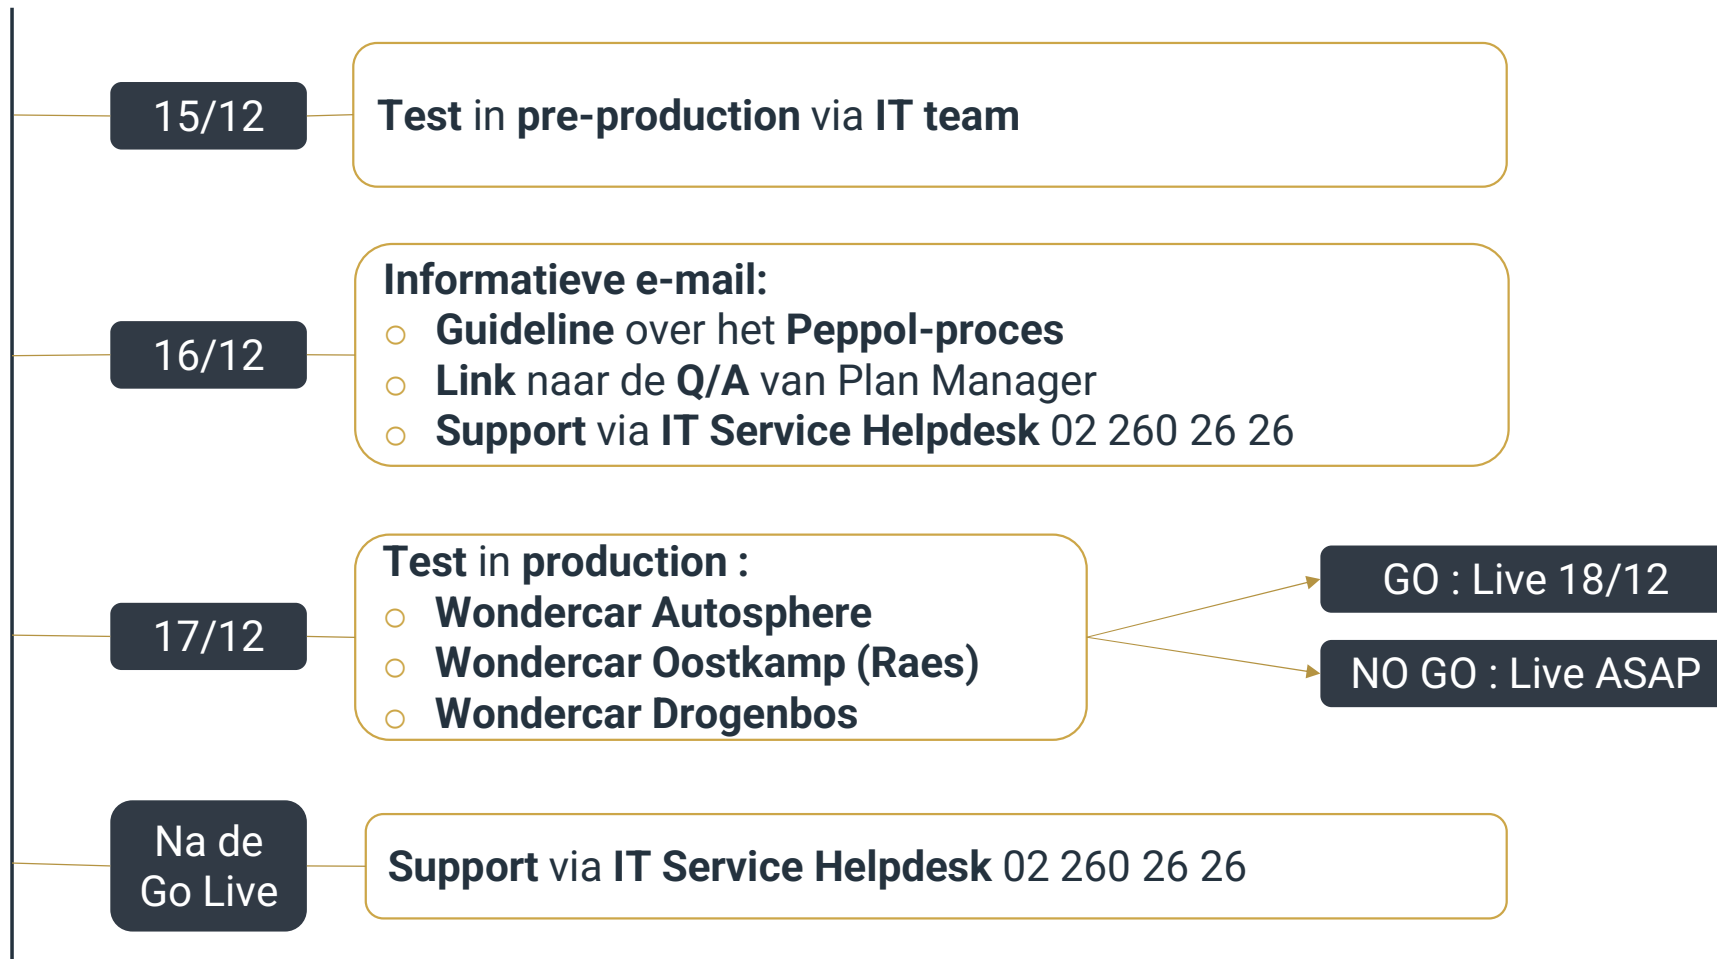 15/12
Test in pre-production via IT team
16/12
Informatieve e-mail:
Guideline over het Peppol-proces
Link naar de Q/A van Plan Manager
Support via IT Service Helpdesk 02 260 26 26
17/12
Test in production :
Wondercar Autosphere
Wondercar Oostkamp (Raes)
Wondercar Drogenbos
GO : Live 18/12
NO GO : Live ASAP
Na de
Go Live
Support via IT Service Helpdesk 02 260 26 26